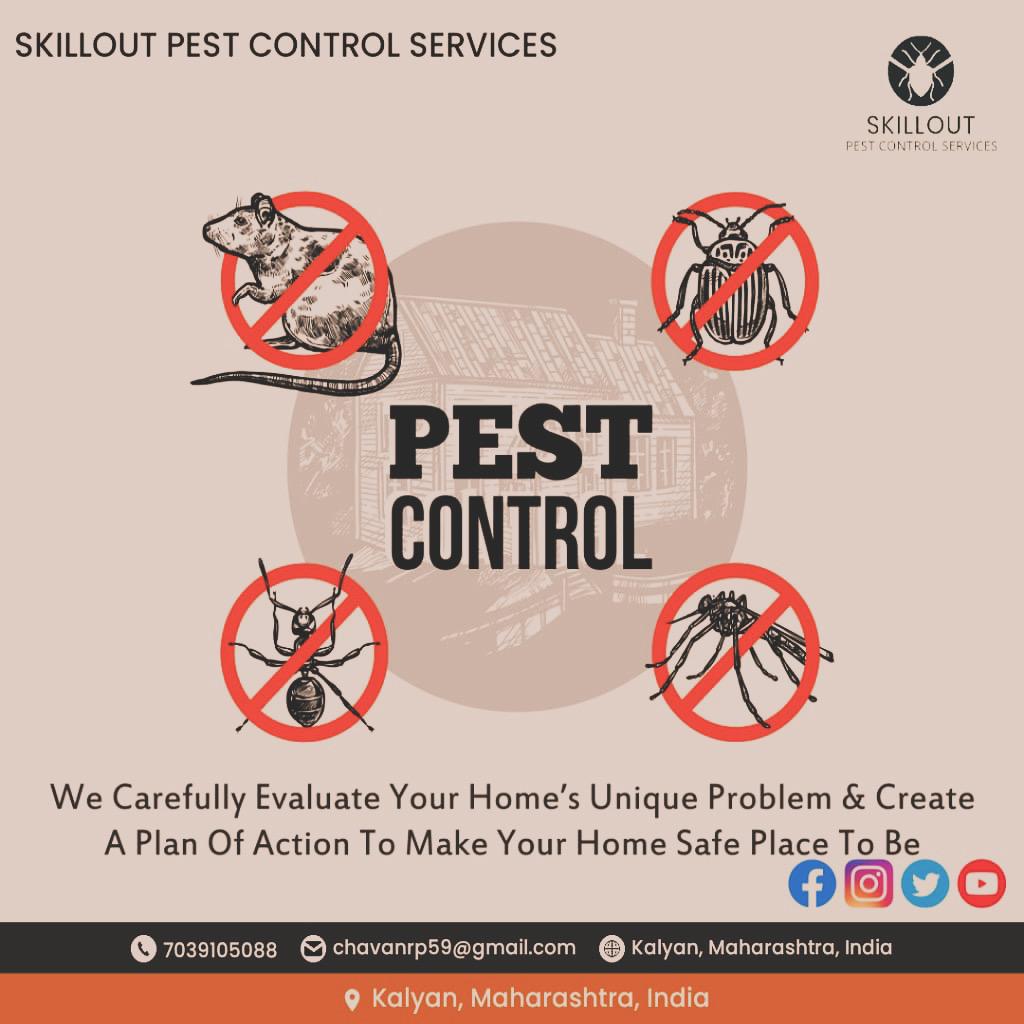 SKILLOUT PEST CONTROL SERVICES
SKILLOUT
PEST CONTROL SERVICES
PEST
CONTROL
We Carefully Evaluate Your Home's Unique Problem & Create
A Plan Of Action To Make Your Home Safe Place To Be
7039105088 chavanrp59@gmail.com Kalyan, Maharashtra, India
Kalyan, Maharashtra, India